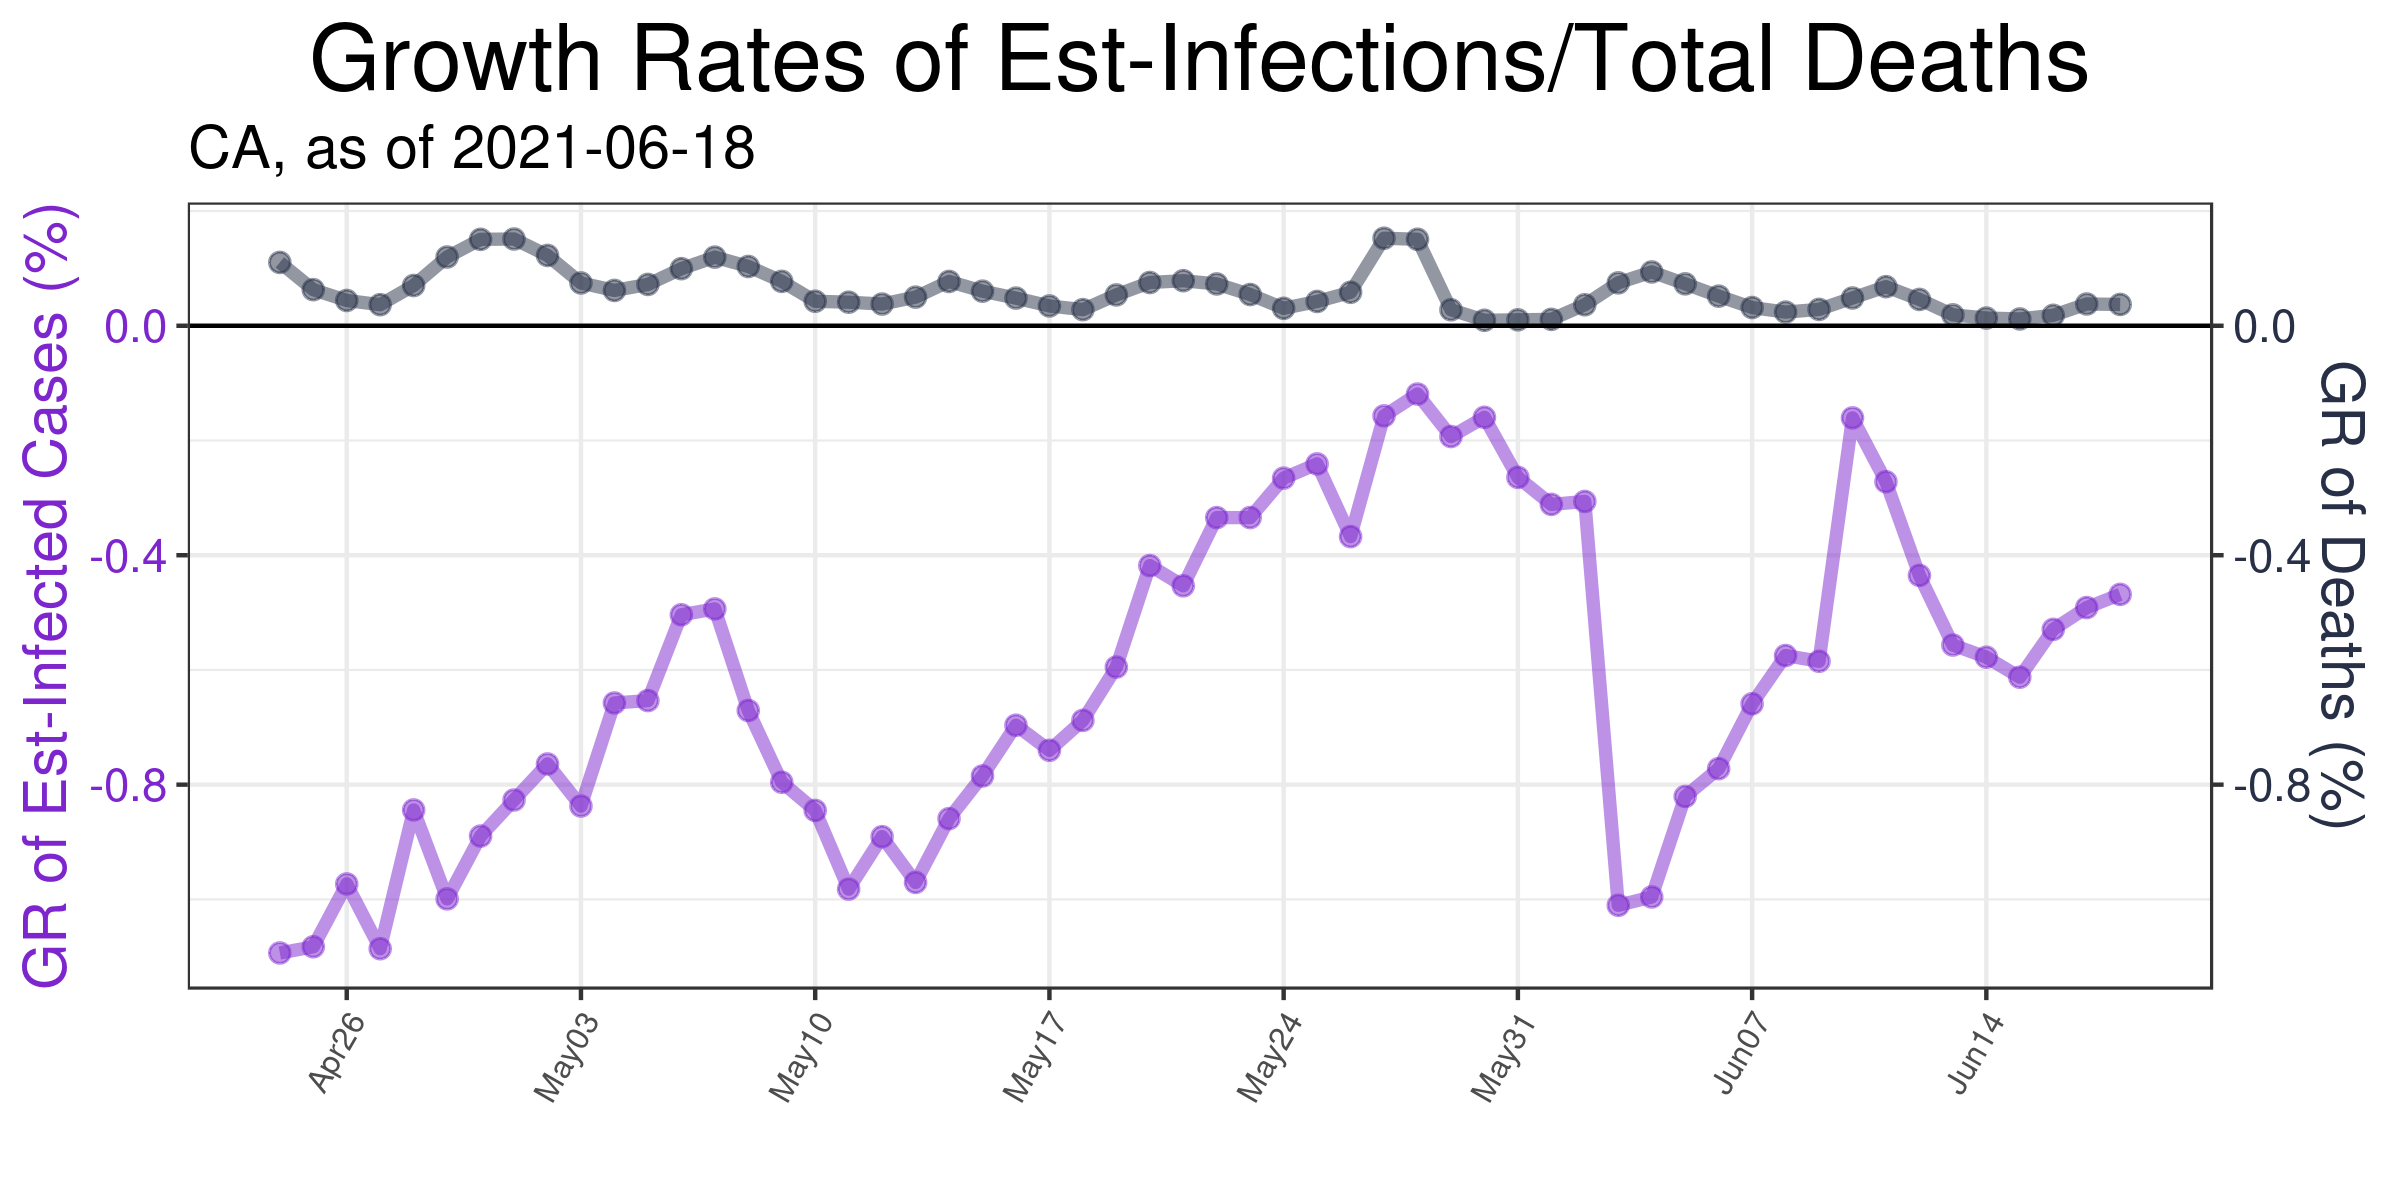 Growth Rates of Est-Infections/Total Deaths
CA, as of 2021-06-18
GR of Est-Infected Cases (%)
0.0
-0.4
-0.8
0.0
-0.4
-0.8
GR of Deaths (%)
Apr26
May03
May10
May17
May24
May31
Jun07
Jun14